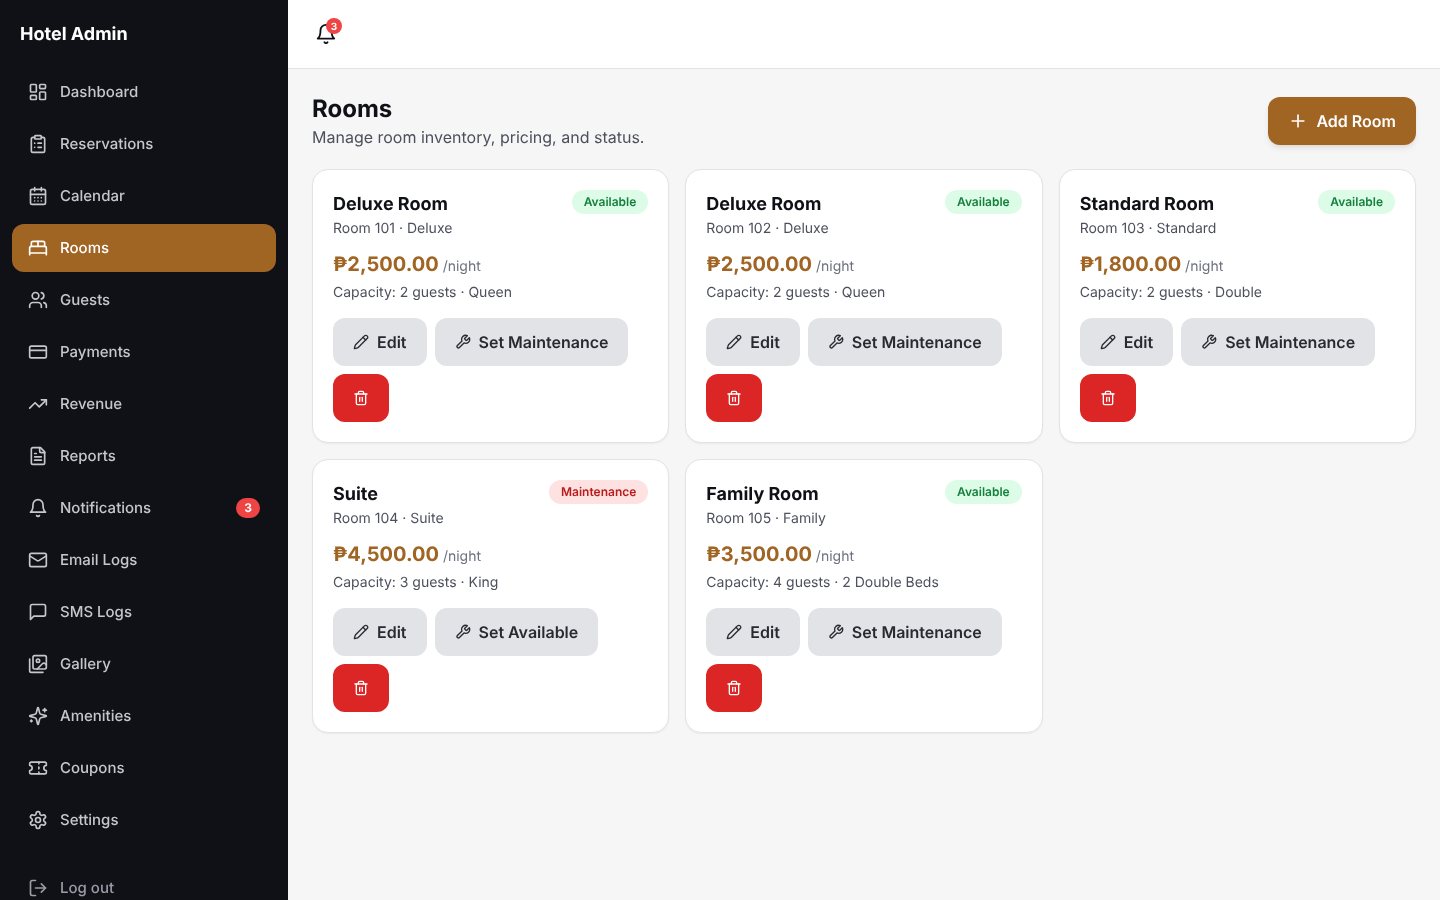 Hotel Admin
Dashboard
Reservations
Calendar
Rooms
Guests
Payments
Revenue
Reports
Notifications 3
Email Logs
SMS Logs
Gallery
Amenities
Coupons
Settings
Log out
3
Rooms
Manage room inventory, pricing, and status.
Add Room
Deluxe Room Available
Room 101 · Deluxe
₱2,500.00 /night
Capacity: 2 guests · Queen
Edit Set Maintenance
Deluxe Room Available
Room 102 · Deluxe
₱2,500.00 /night
Capacity: 2 guests · Queen
Edit Set Maintenance
Standard Room Available
Room 103 · Standard
₱1,800.00 /night
Capacity: 2 guests · Double
Edit Set Maintenance
Suite Maintenance
Room 104 · Suite
₱4,500.00 /night
Capacity: 3 guests · King
Edit Set Available
Family Room Available
Room 105 · Family
₱3,500.00 /night
Capacity: 4 guests · 2 Double Beds
Edit Set Maintenance